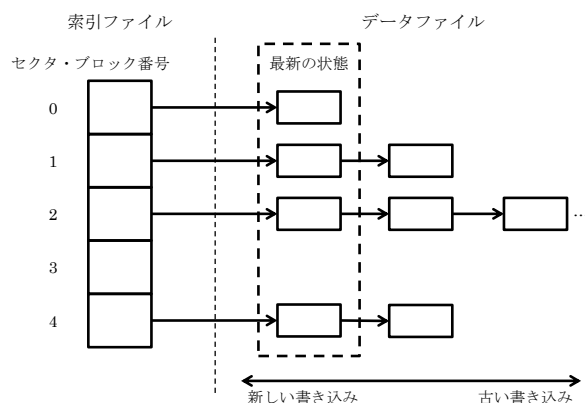 索引ファイル
データファイル
セクタ・ブロック番号
最新の状態
0
1
2
...
3
4
新しい書き込み
古い書き込み